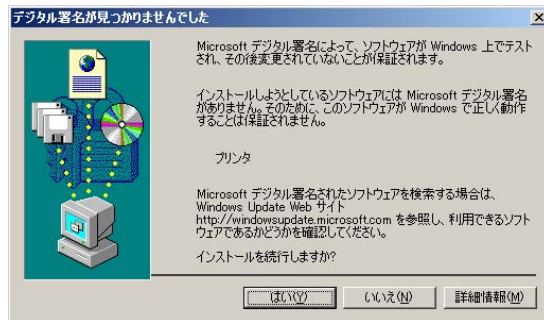 デジタル署名が見つかりませんでした
Microsoft デジタル署名によって、ソフトウェアが Windows 上でテスト
され、その後変更されていないことが保証されます。
インストールしようとしているソフトウェアには Microsoft デジタル署名
がありません。そのために、このソフトウェアが Windows で正しく動作
することは保証されません。
プリンタ
Microsoft デジタル署名されたソフトウェアを検索する場合は、
Windows Update Web サイト
http://windowsupdate.microsoft.com を参照し、利用できるソフト
ウェアであるかどうかを確認してください。
インストールを続行しますか?
はい(Y) いいえ(N) 詳細情報(M)